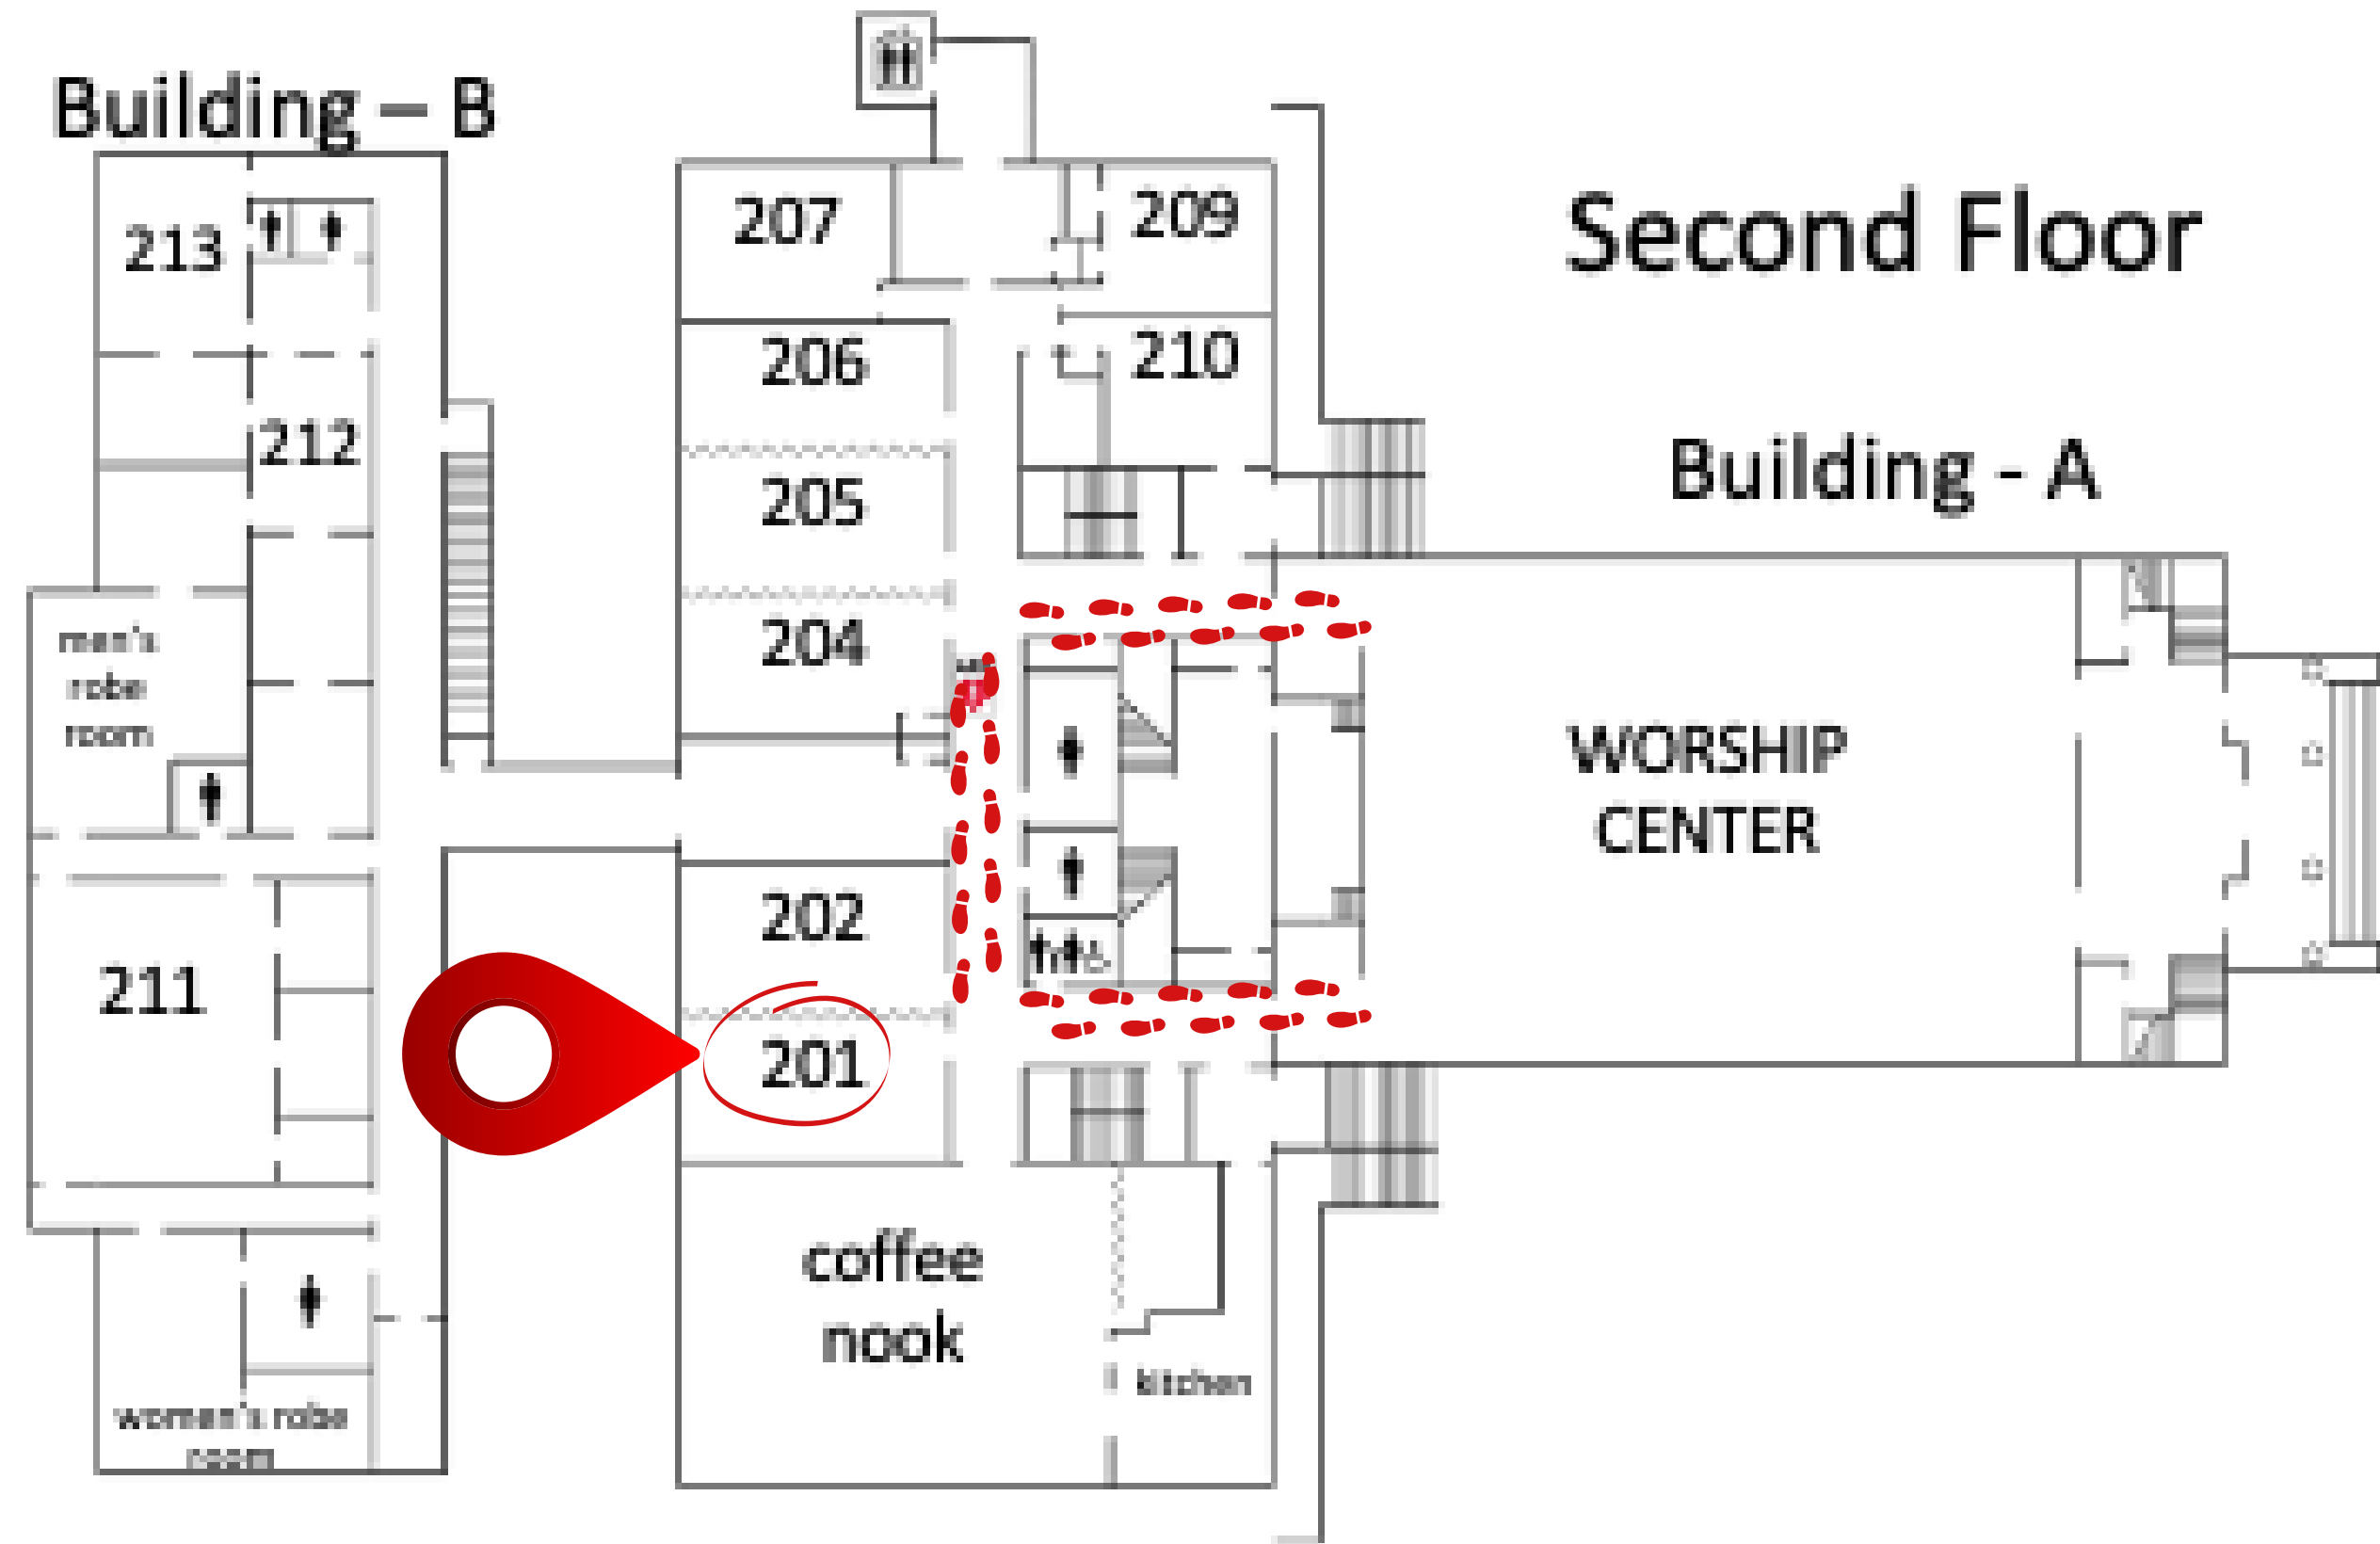 Building – B
Second Floor
Building - A
213
212
men's
robe
room
211
women's robe
room
207
209
206
210
205
204
202
201
coffee
nook
kitchen
WORSHIP
CENTER